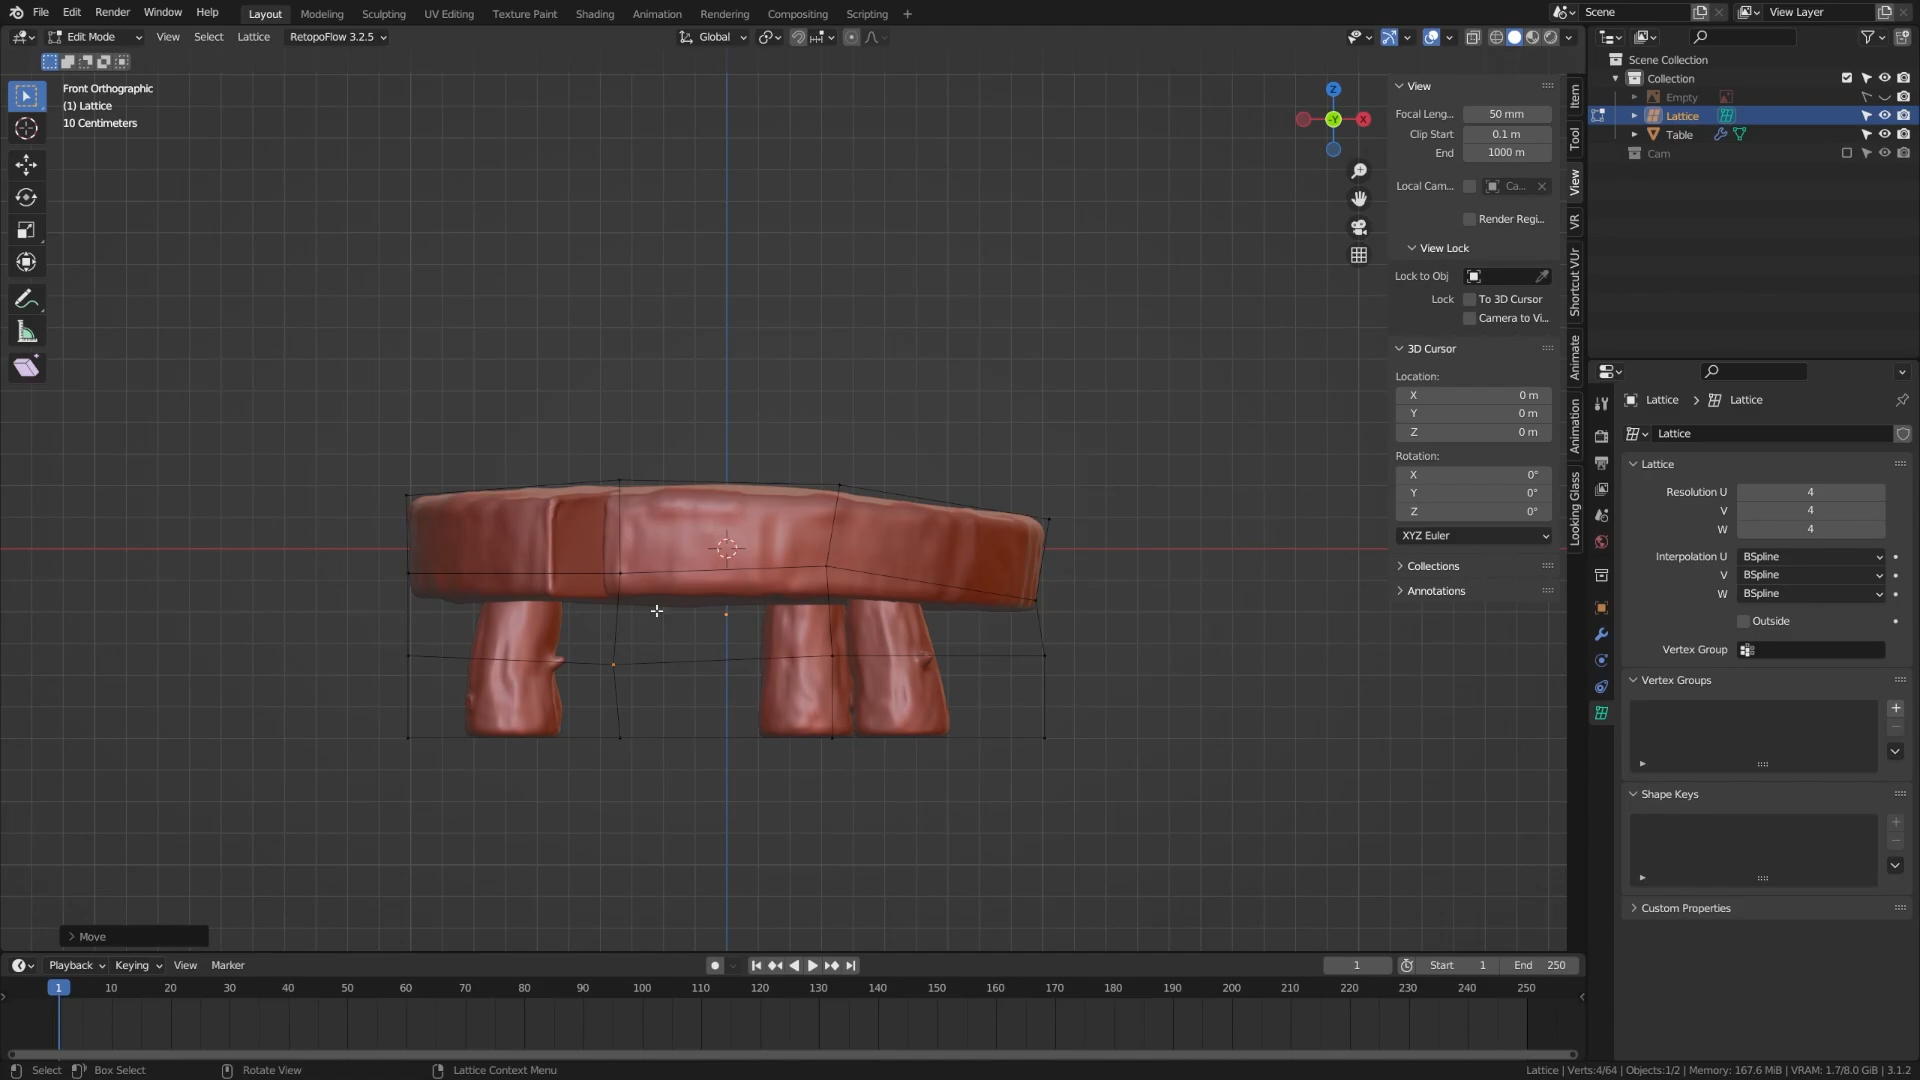 File Edit Render Window Help Layout Modeling Sculpting UV Editing Texture Paint Shading Animation Rendering Compositing Scripting + Scene View Layer
Edit Mode View Select Lattice RetopoFlow 3.2.5 Global
Front Orthographic
(1) Lattice
10 Centimeters
Z
-Y
X
View
Focal Leng... 50 mm
Clip Start 0.1 m
End 1000 m
Local Cam... Ca...
Render Regi...
View Lock
Lock to Obj
Lock To 3D Cursor
Camera to Vi...
3D Cursor
Location:
X 0 m
Y 0 m
Z 0 m
Rotation:
X 0°
Y 0°
Z 0°
XYZ Euler
Collections
Annotations
Item
Tool
View
VR
Shortcut VUr
Animate
Animation
Looking Glass
Scene Collection
Collection
Empty
Lattice
Table
Cam
Lattice > Lattice
Lattice
Lattice
Resolution U 4
V 4
W 4
Interpolation U BSpline
V BSpline
W BSpline
Outside
Vertex Group
Vertex Groups
Shape Keys
Custom Properties
Move
Playback Keying View Marker 1 Start 1 End 250
1 10 20 30 40 50 60 70 80 90 100 110 120 130 140 150 160 170 180 190 200 210 220 230 240 250
Select Box Select Rotate View Lattice Context Menu Lattice | Verts:4/64 | Objects:1/2 | Memory: 167.6 MiB | VRAM: 1.7/8.0 GiB | 3.1.2